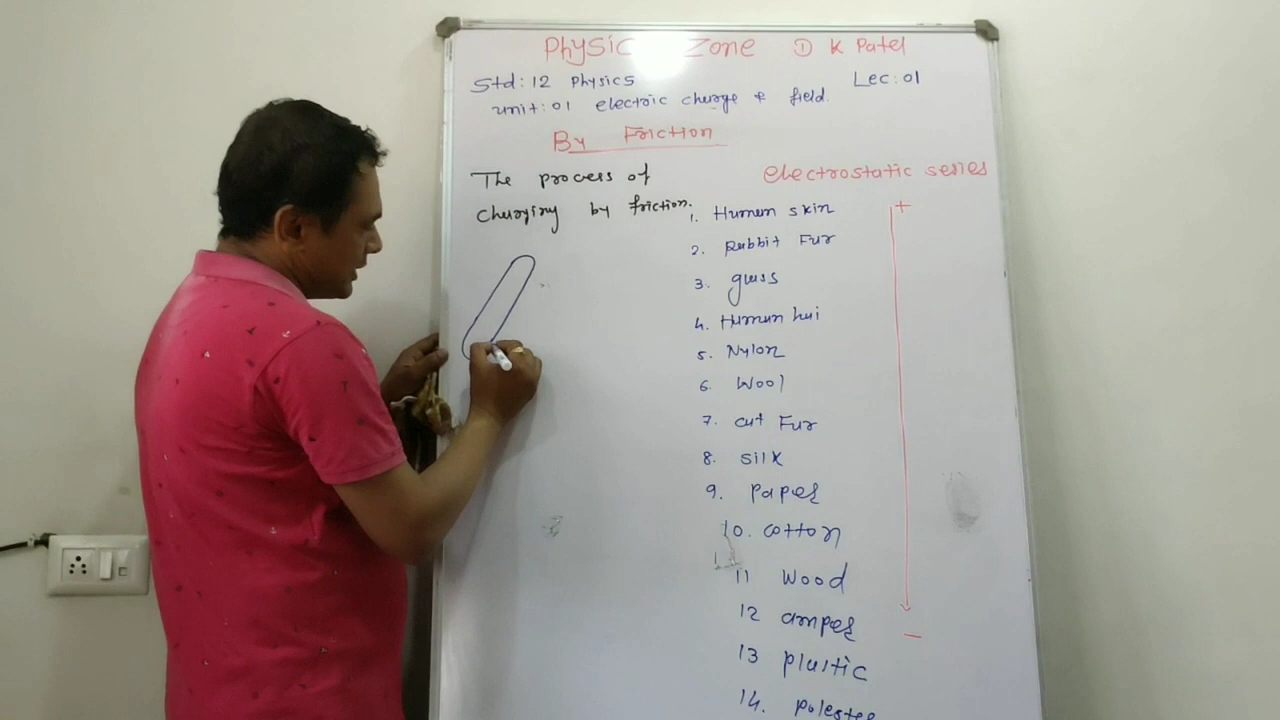 Physic Zone D K Patel
Std: 12 Physics
Lec: 01
unit: 01 electric charge & field.
By Friction
The process of
charging by friction.
electrostatic series
+
1. Human skin
2. Rabbit Fur
3. glass
4. Human hai
5. Nylon
6. Wool
7. cat Fur
8. silk
9. Paper
10. cotton
11 Wood
12 amper
13 plastic
14. polester
−